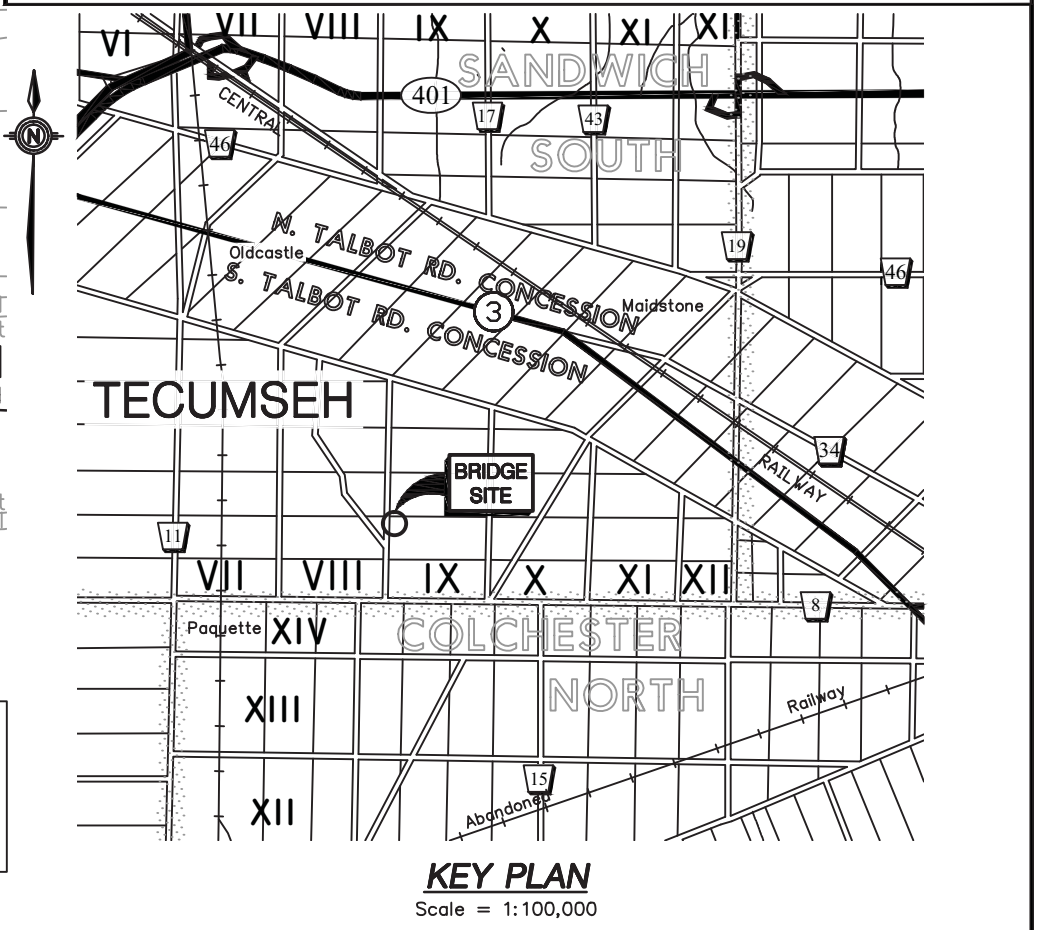 VI
VII
VIII
IX
X
XI
XI
SANDWICH
401
CENTRAL
17
43
46
SOUTH
N
N. TALBOT RD. CONCESSION
Oldcastle
19
46
S. TALBOT RD. CONCESSION
3
Maidstone
TECUMSEH
34
BRIDGE
SITE
RAILWAY
11
VII
VIII
IX
X
XI
XII
8
Paquette
XIV
COLCHESTER
NORTH
XIII
Railway
15
Abandoned
XII
KEY PLAN
Scale = 1:100,000